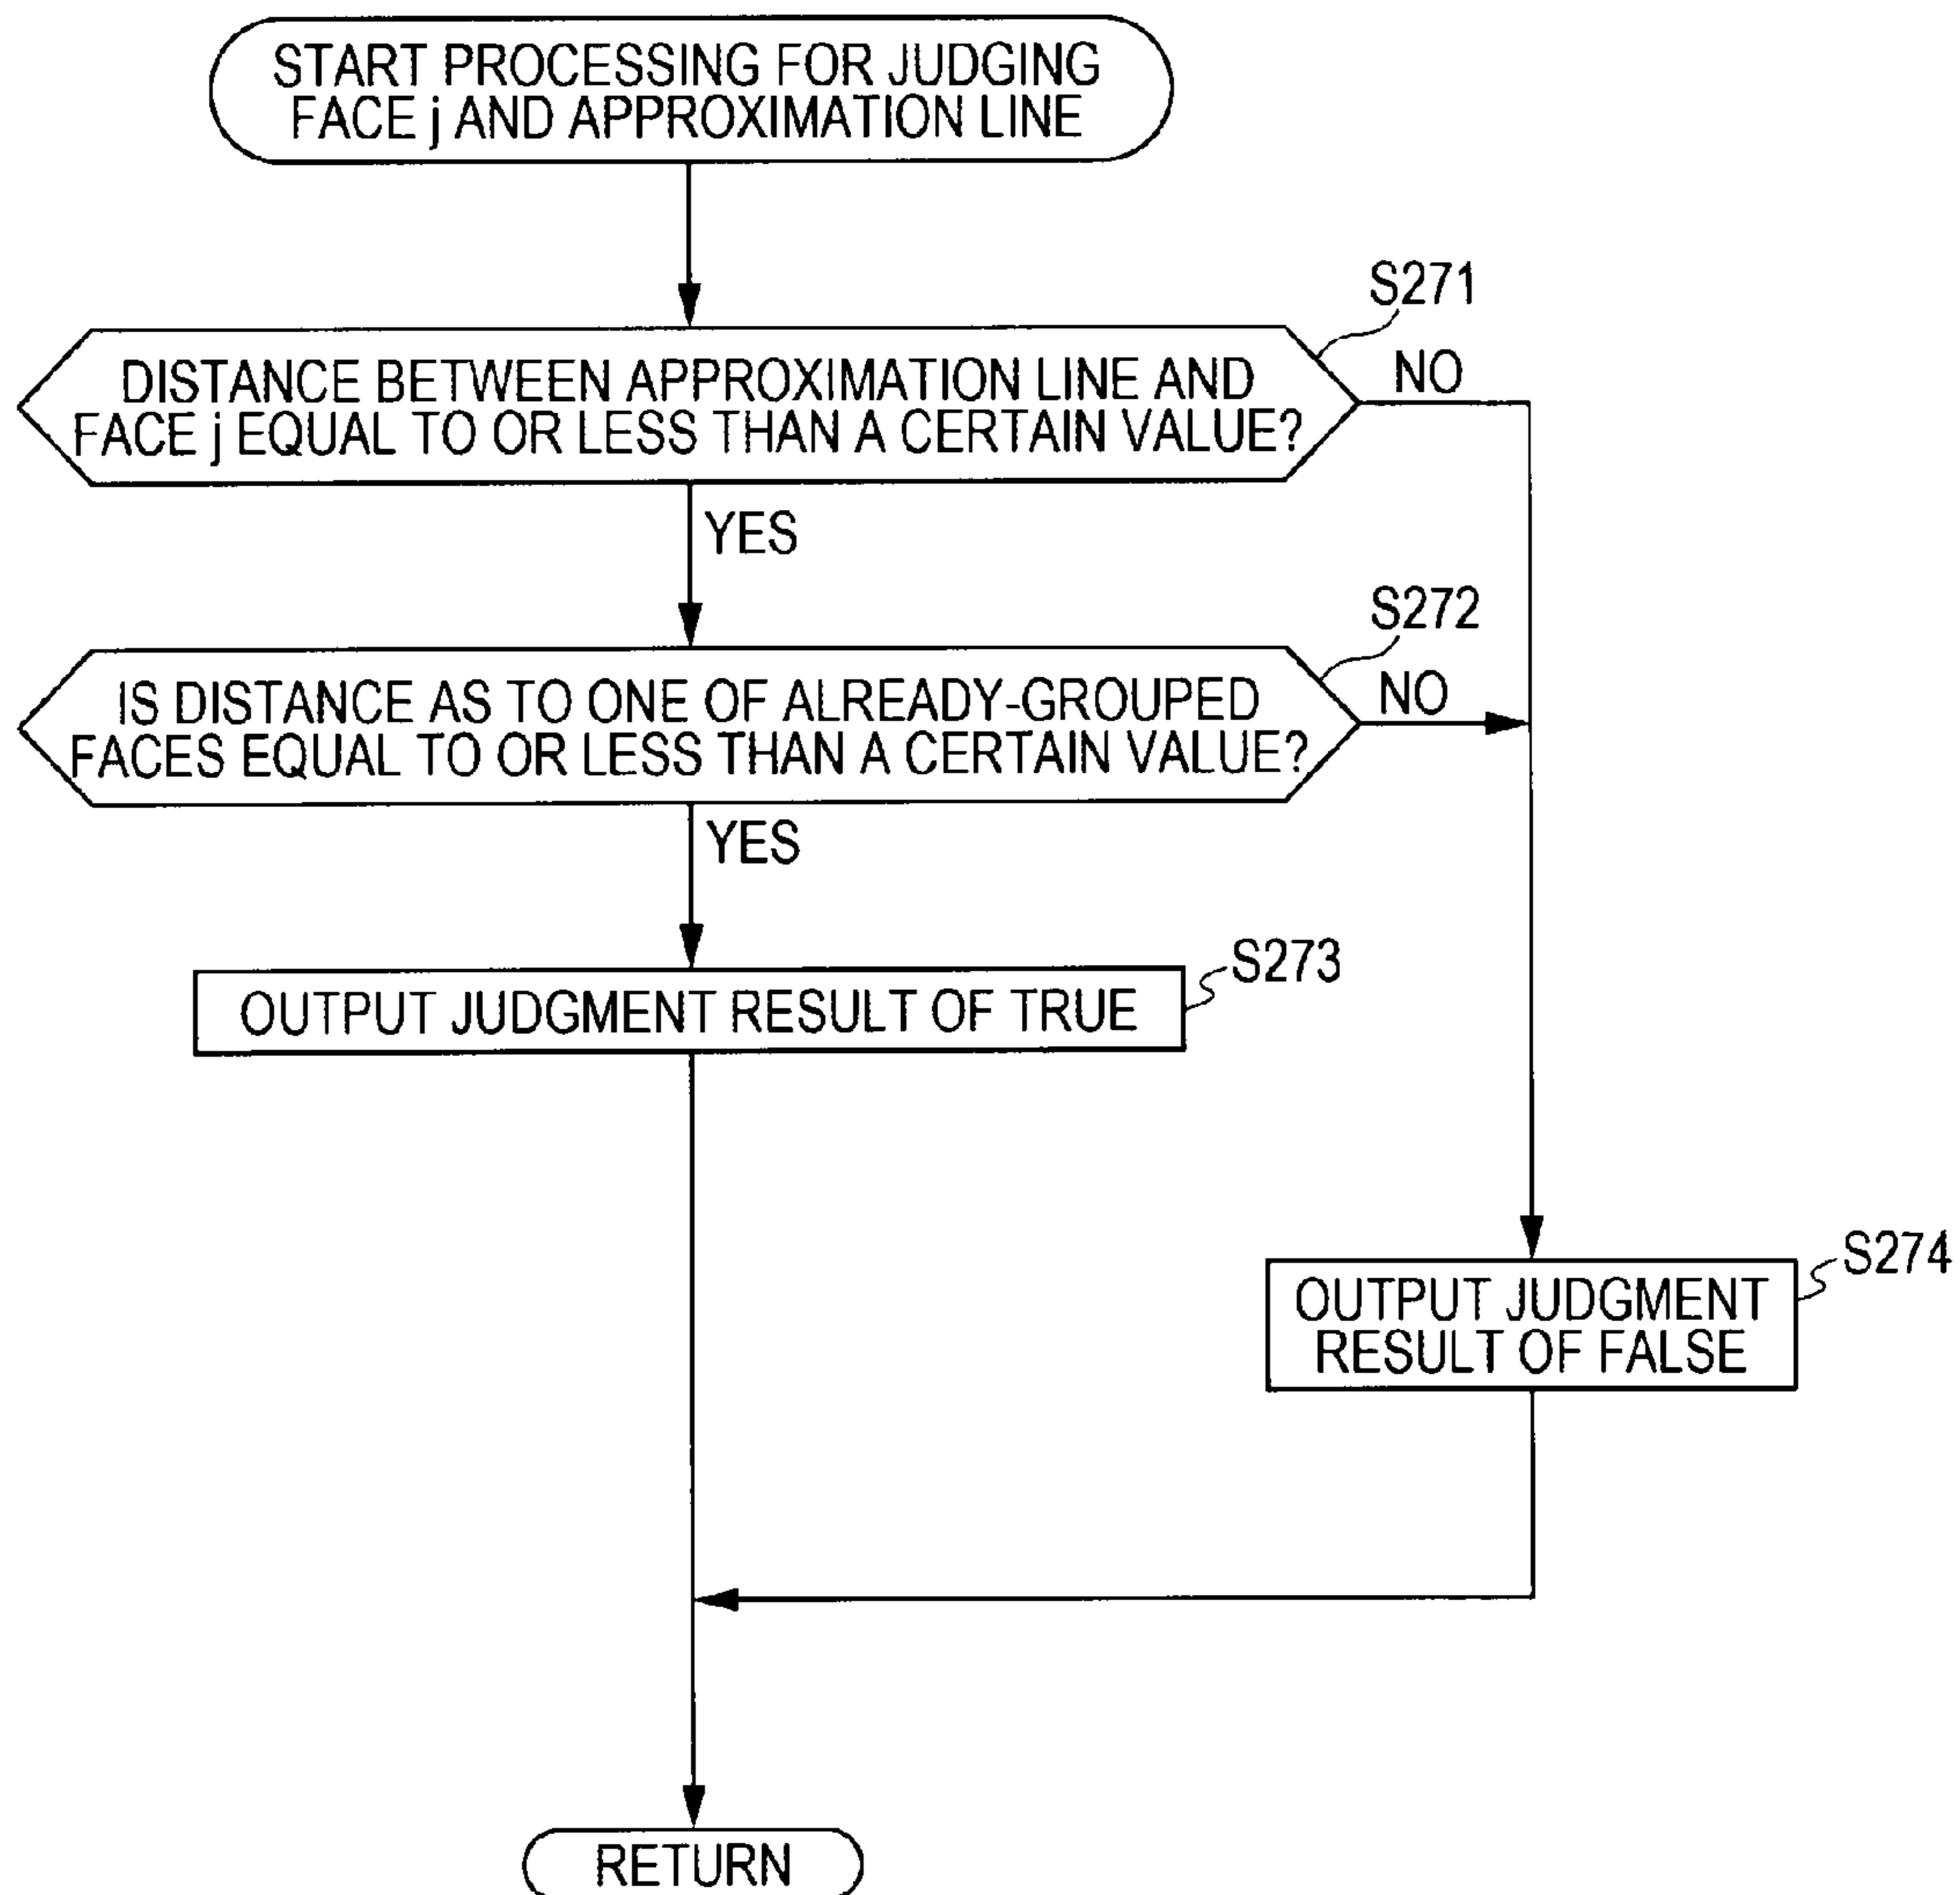 START PROCESSING FOR JUDGING
FACE j AND APPROXIMATION LINE
S271
DISTANCE BETWEEN APPROXIMATION LINE AND
FACE j EQUAL TO OR LESS THAN A CERTAIN VALUE?
NO
YES
S272
IS DISTANCE AS TO ONE OF ALREADY-GROUPED
FACES EQUAL TO OR LESS THAN A CERTAIN VALUE?
NO
YES
S273
OUTPUT JUDGMENT RESULT OF TRUE
S274
OUTPUT JUDGMENT
RESULT OF FALSE
RETURN